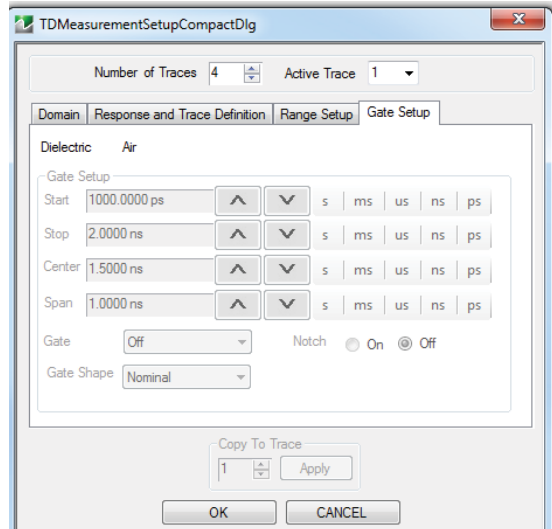 TDMeasurementSetupCompactDlg
Number of Traces 4 Active Trace 1
Domain Response and Trace Definition Range Setup Gate Setup
Dielectric Air
Gate Setup
Start 1000.0000 ps s ms us ns ps
Stop 2.0000 ns s ms us ns ps
Center 1.5000 ns s ms us ns ps
Span 1.0000 ns s ms us ns ps
Gate Off Notch On Off
Gate Shape Nominal
Copy To Trace
1 Apply
OK CANCEL